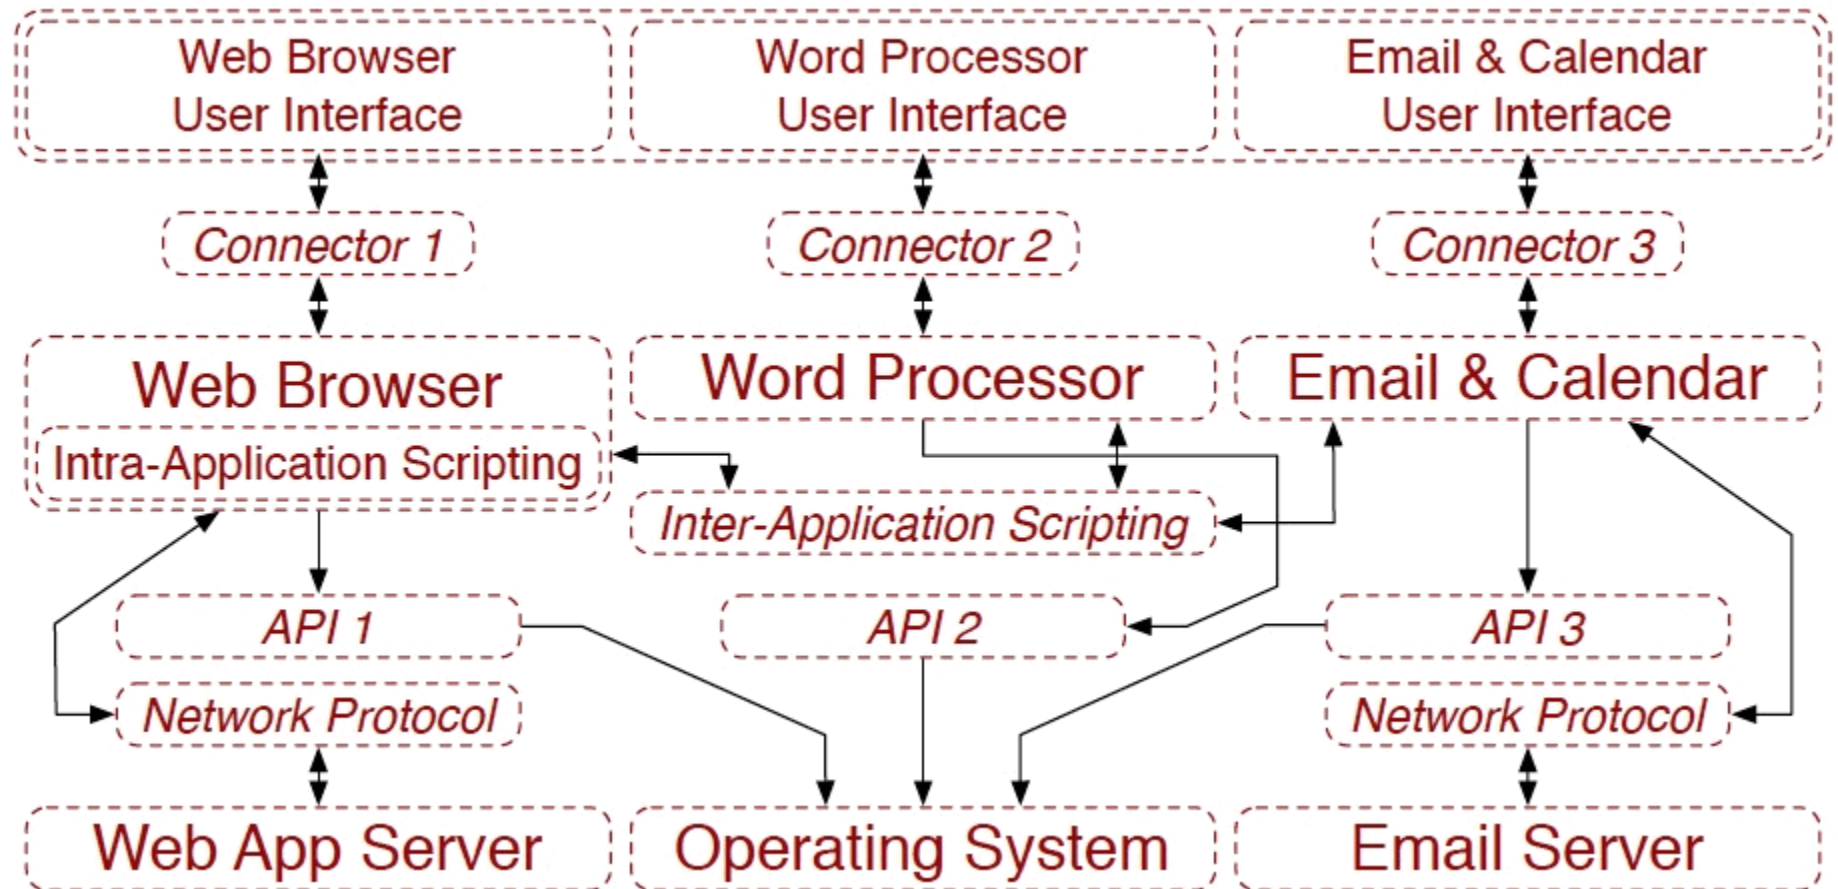 Web Browser
User Interface
Word Processor
User Interface
Email & Calendar
User Interface
Connector 1
Connector 2
Connector 3
Web Browser
Intra-Application Scripting
Word Processor
Email & Calendar
Inter-Application Scripting
API 1
API 2
API 3
Network Protocol
Network Protocol
Web App Server
Operating System
Email Server